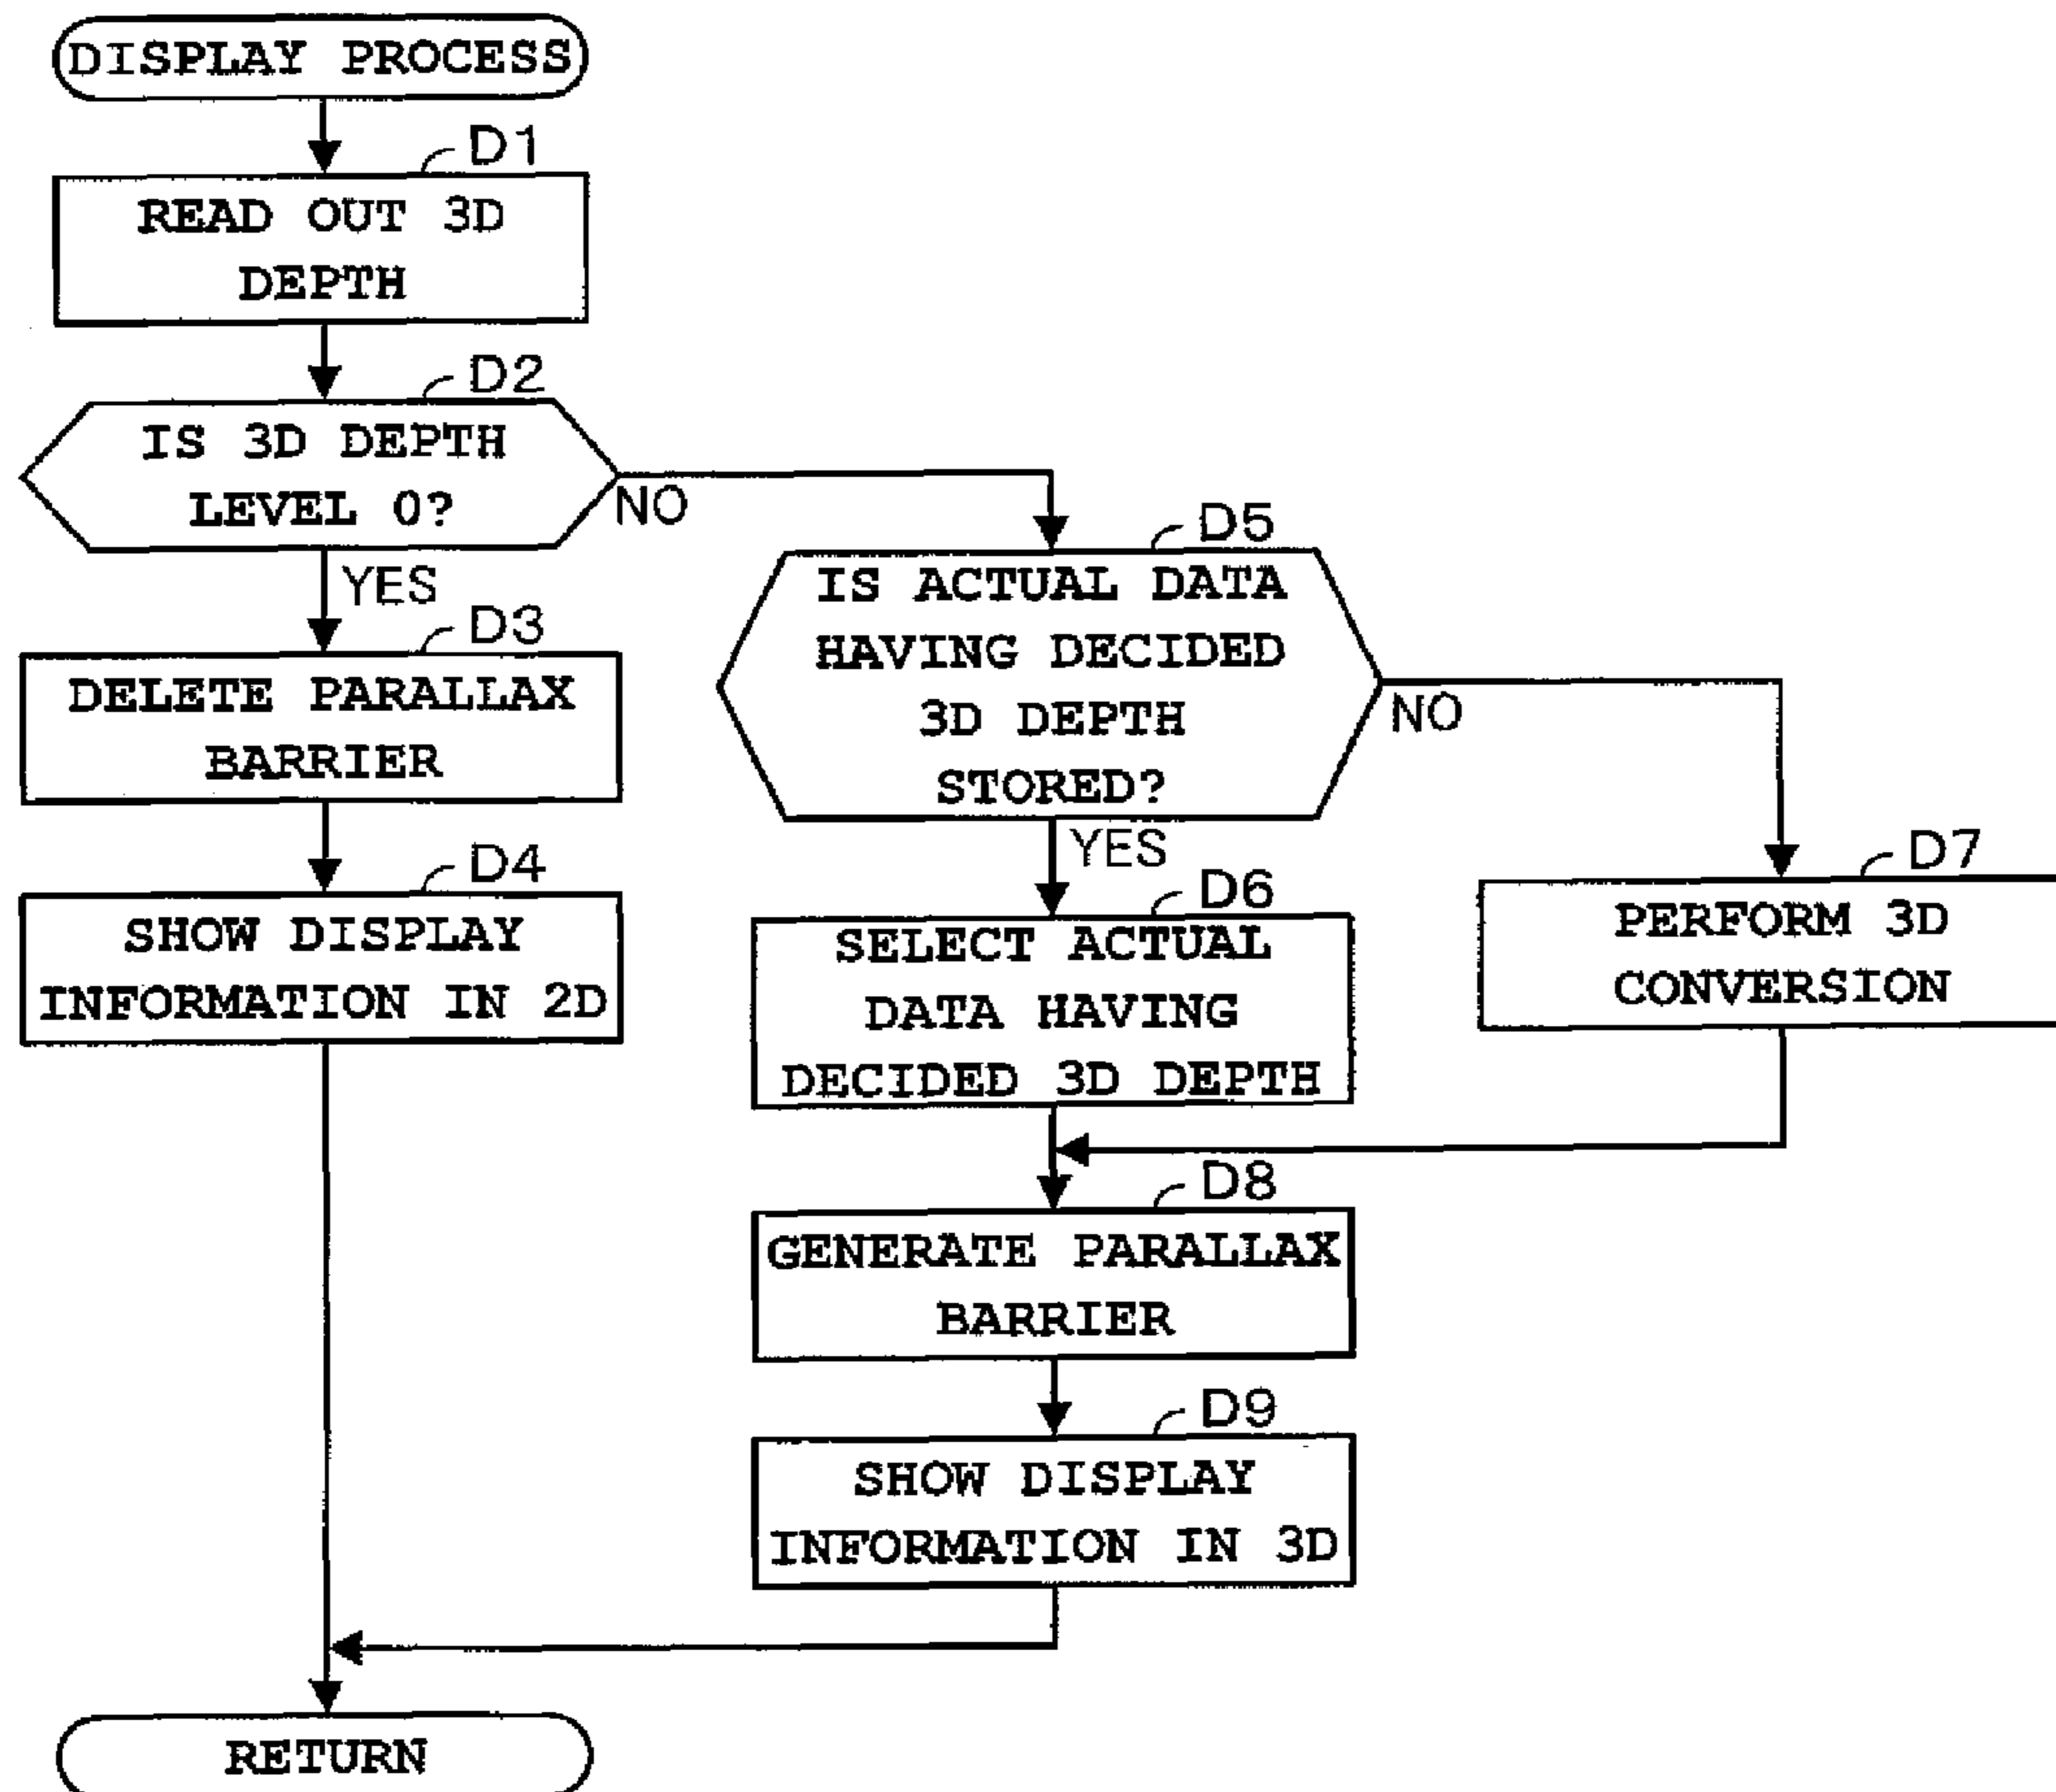 DISPLAY PROCESS
D1
READ OUT 3D
DEPTH
D2
IS 3D DEPTH
LEVEL 0?
NO
YES
D3
DELETE PARALLAX
BARRIER
D4
SHOW DISPLAY
INFORMATION IN 2D
D5
IS ACTUAL DATA
HAVING DECIDED
3D DEPTH
STORED?
NO
YES
D6
SELECT ACTUAL
DATA HAVING
DECIDED 3D DEPTH
D7
PERFORM 3D
CONVERSION
D8
GENERATE PARALLAX
BARRIER
D9
SHOW DISPLAY
INFORMATION IN 3D
RETURN